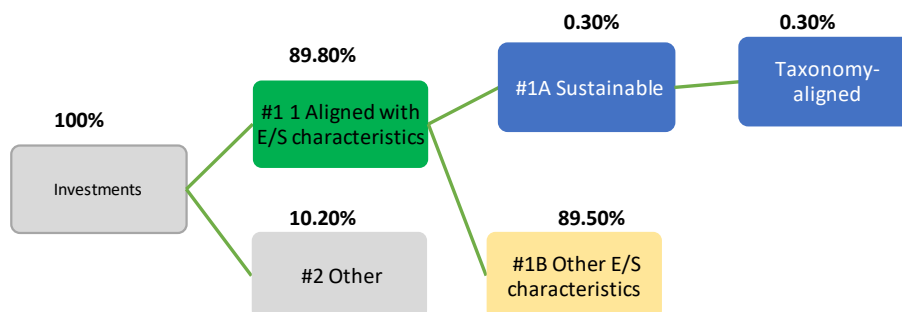 0.30%
0.30%
89.80%
#1A Sustainable
Taxonomy-
aligned
100%
#1 1 Aligned with
E/S characteristics
Investments
10.20%
89.50%
#2 Other
#1B Other E/S
characteristics